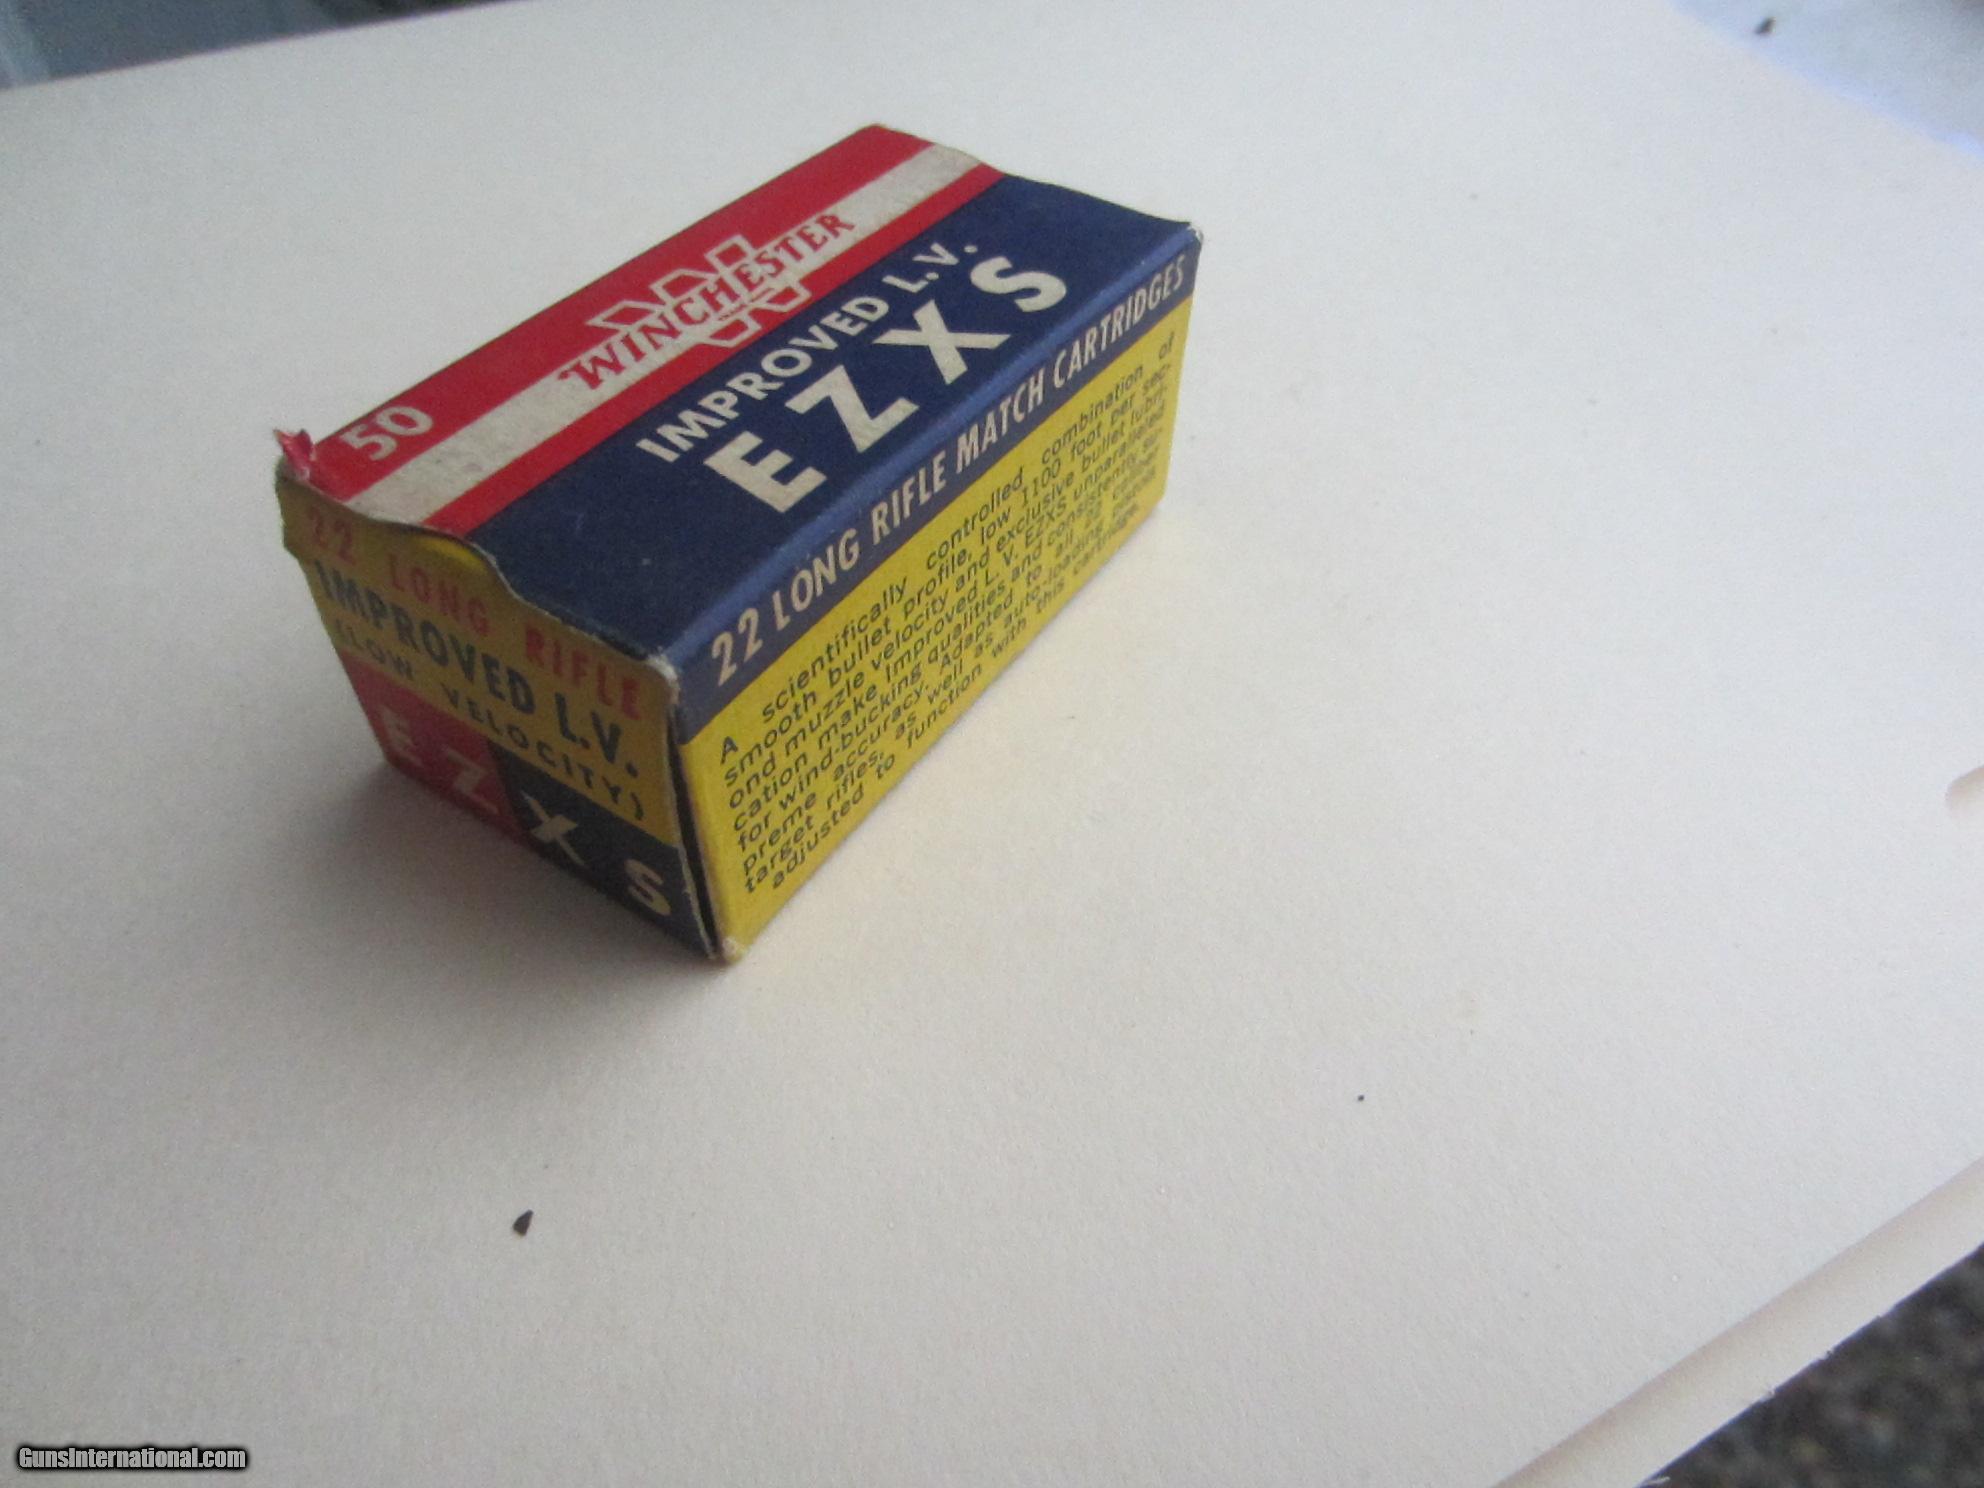 50
WINCHESTER
IMPROVED L.V.
EZXS
22 LONG RIFLE MATCH CARTRIDGES
A scientifically controlled combination of
smooth bullet profile, low 1100 foot per sec-
ond muzzle velocity and exclusive bullet lubri-
cation make Improved L. V. EZXS unparalleled
for wind-bucking qualities and consistently su-
preme accuracy. Adapted to all 22 caliber
target rifles, as well as auto-loading pistols
adjusted to function with this cartridge.
22 LONG RIFLE
IMPROVED L.V.
(LOW VELOCITY)
EZXS
GunsInternational.com